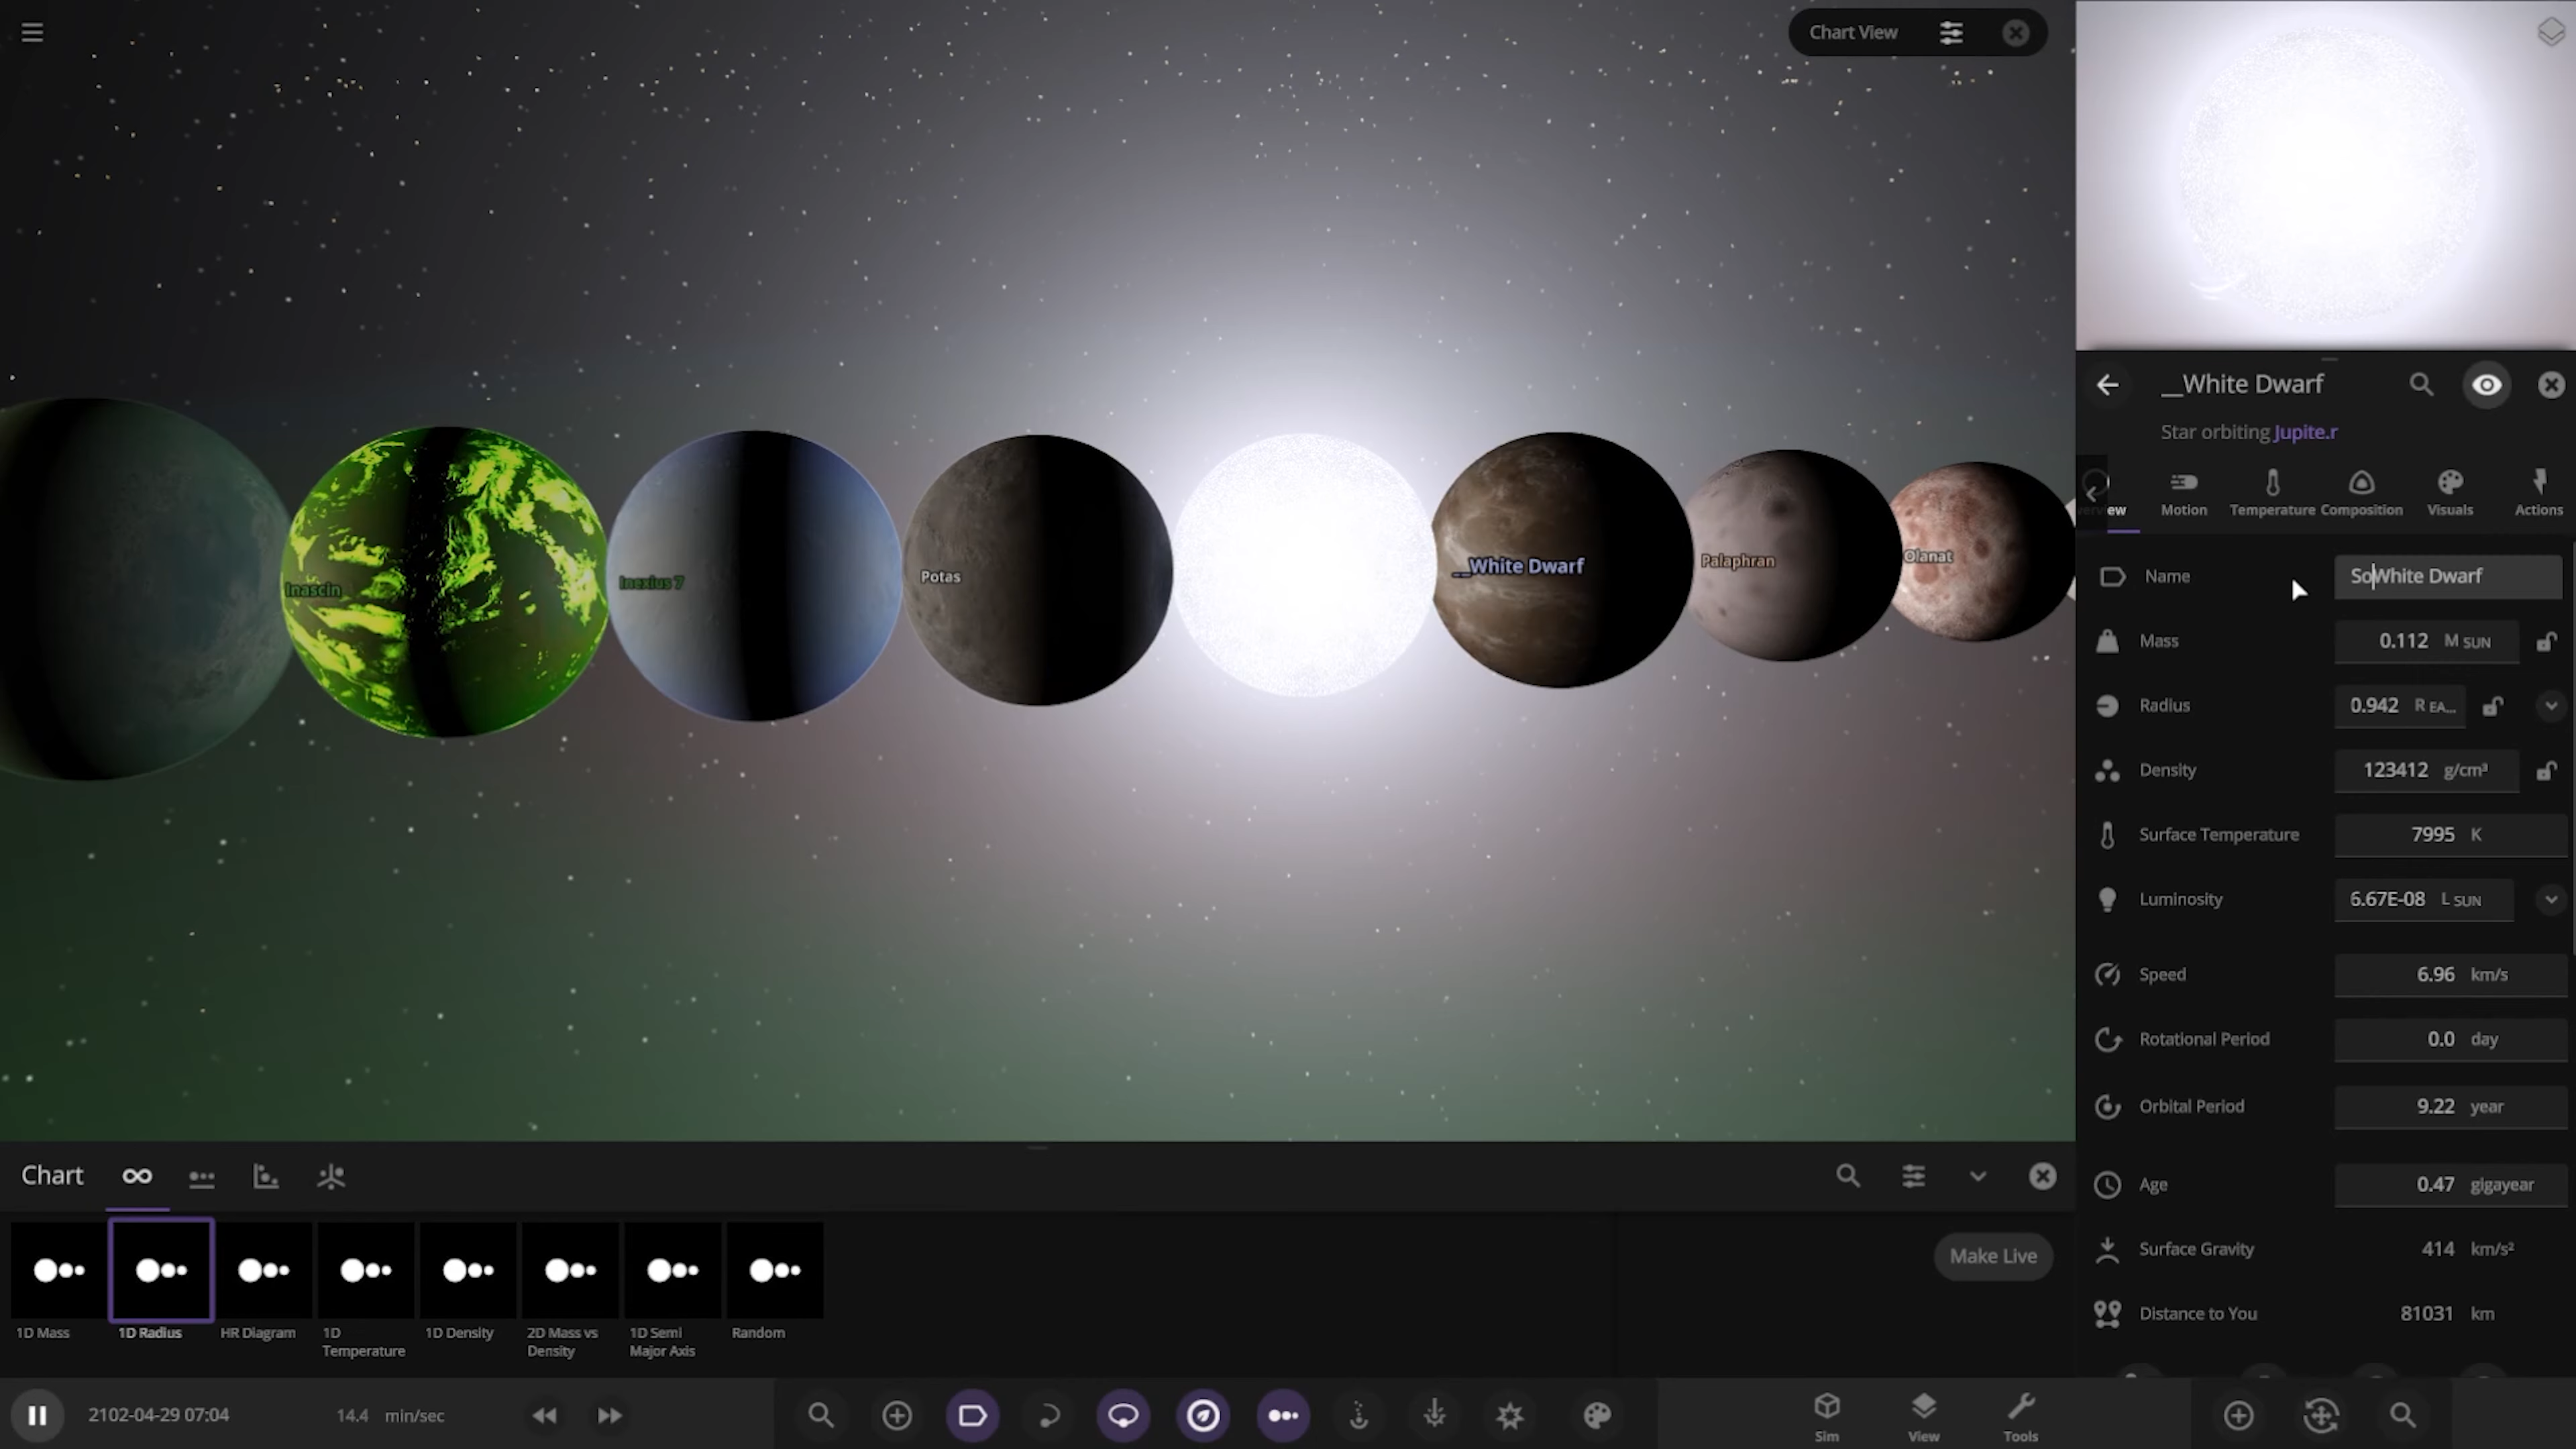 Chart View
Inascin
Inexius 7
Potas
__White Dwarf
Palaphran
Olanat
__White Dwarf
Star orbiting Jupite.r
Motion
Temperature
Composition
Visuals
Actions
Name SoWhite Dwarf
Mass 0.112 M SUN
Radius 0.942 R EA...
Density 123412 g/cm³
Surface Temperature 7995 K
Luminosity 6.67E-08 L SUN
Speed 6.96 km/s
Rotational Period 0.0 day
Orbital Period 9.22 year
Age 0.47 gigayear
Surface Gravity 414 km/s²
Distance to You 81031 km
Chart
1D Mass
1D Radius
HR Diagram
1D
Temperature
1D Density
2D Mass vs
Density
1D Semi
Major Axis
Random
Make Live
2102-04-29 07:04
14.4 min/sec
Sim
View
Tools